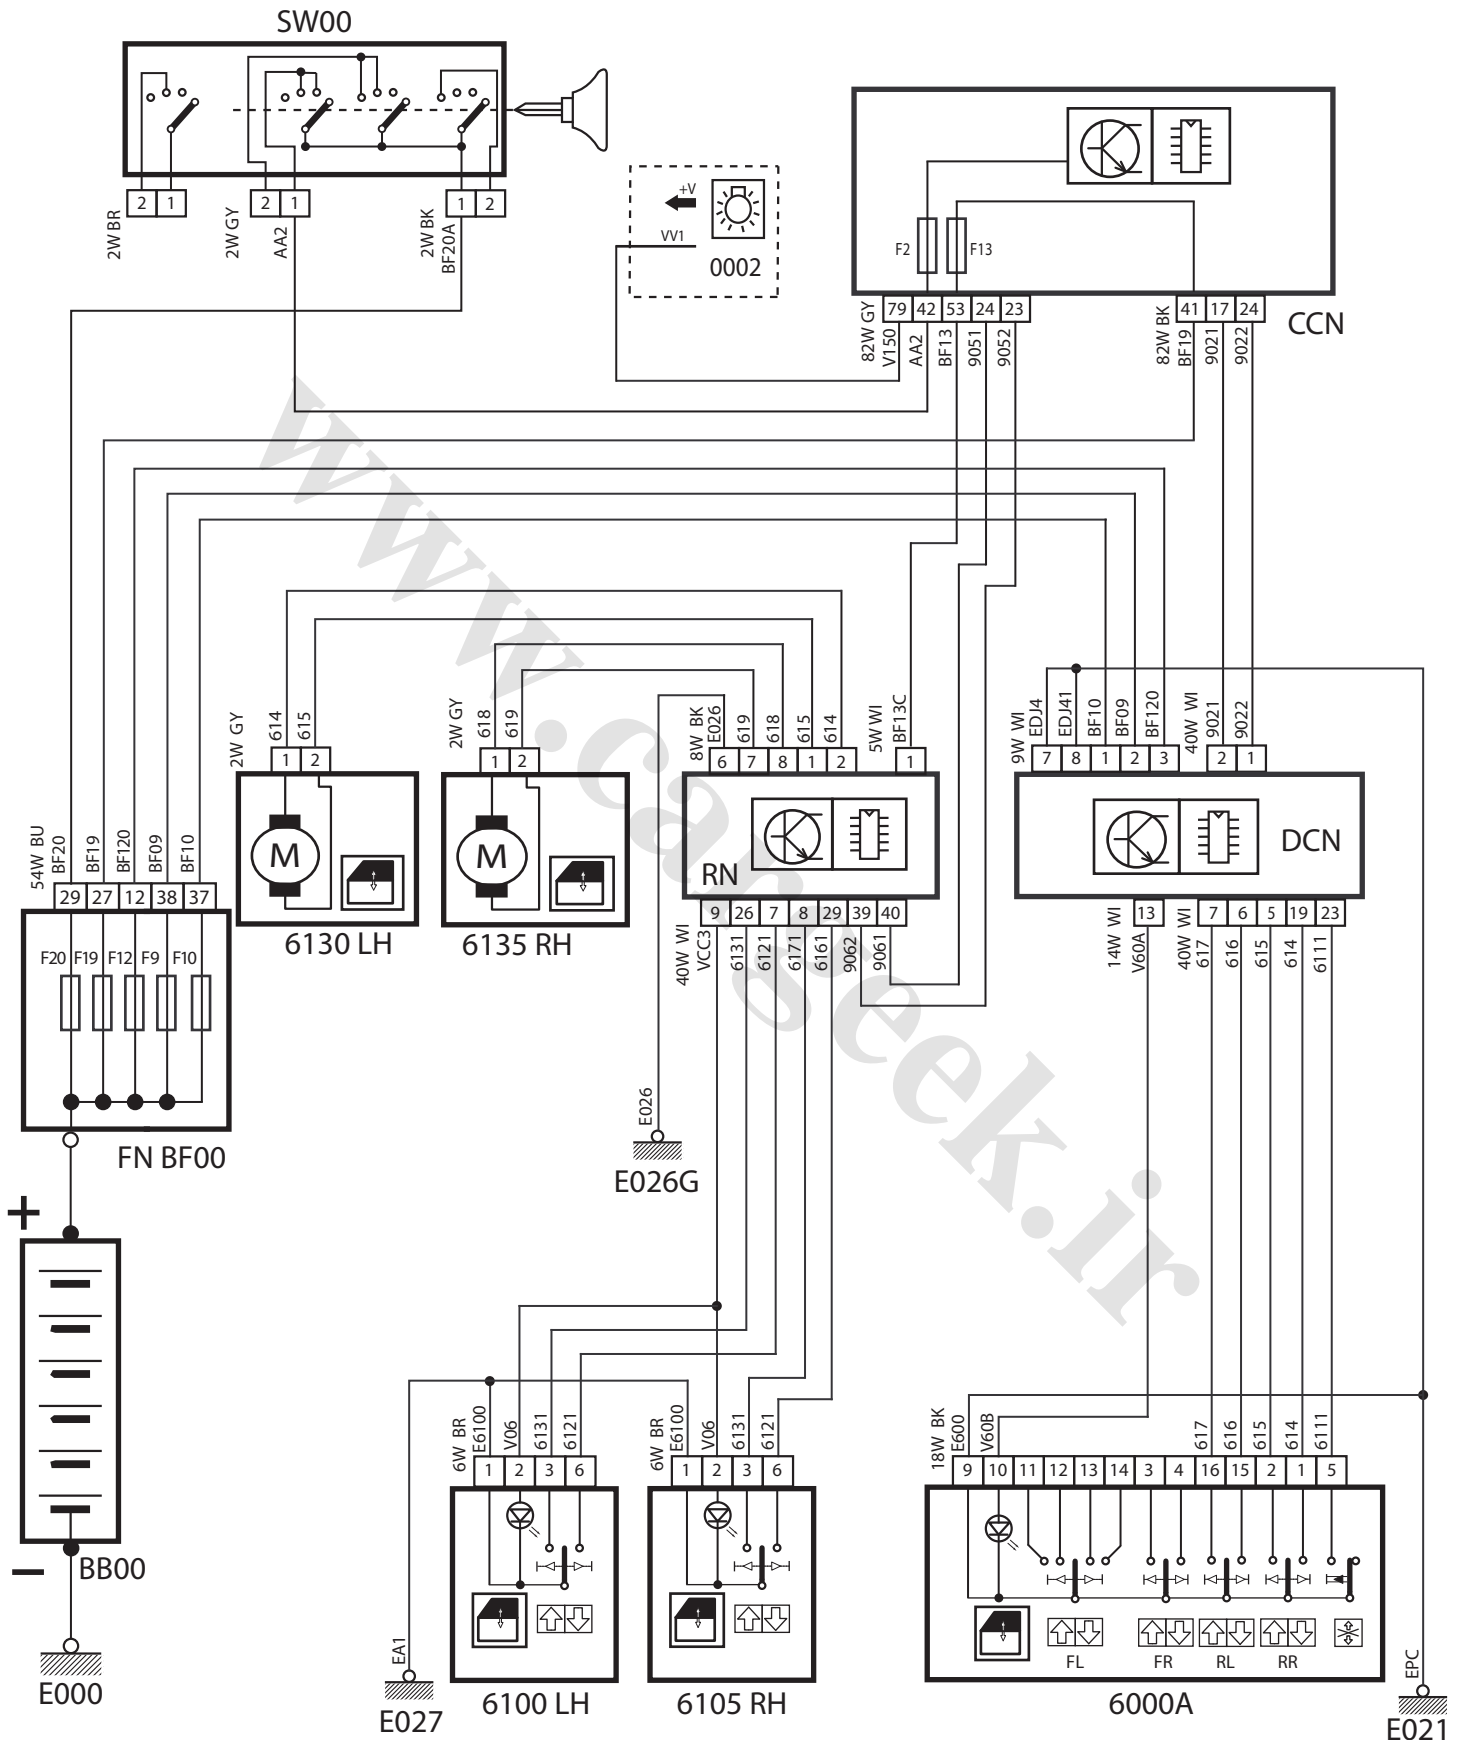 SW00
2 1
2 1
1 2
2W BR
2W GY
AA2
2W BK
BF20A
+V
VV1
0002
F2
F13
79 42 53 24 23
41 17 24
CCN
82W GY
V150
AA2
BF13
9051
9052
82W BK
BF19
9021
9022
2W GY
614
615
2W GY
618
619
8W BK
E026
619
618
615
614
5W WI
BF13C
9W WI
EDJ4
EDJ41
BF10
BF09
BF120
40W WI
9021
9022
1 2
1 2
6 7 8 1 2
1
7 8 1 2 3
2 1
M
M
RN
DCN
54W BU
BF20
BF19
BF120
BF09
BF10
29 27 12 38 37
6130 LH
6135 RH
9 26 7 8 29 39 40
13
7 6 5 19 23
40W WI
VCC3
6131
6121
6171
6161
9062
9061
14W WI
V60A
40W WI
617
616
615
614
6111
F20 F19 F12 F9 F10
FN BF00
E026
E026G
+
−
BB00
E000
6W BR
E6100
V06
6131
6121
6W BR
E6100
V06
6131
6121
18W BK
E600
V60B
617
616
615
614
6111
1 2 3 6
1 2 3 6
9 10 11 12 13 14 3 4 16 15 2 1 5
FL FR RL RR
EA1
E027
6100 LH
6105 RH
6000A
EPC
E021
www.cargeek.ir